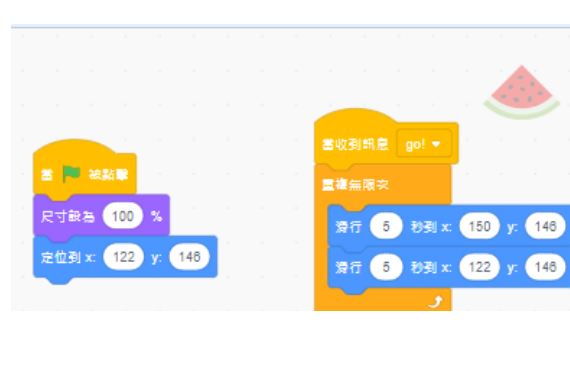 當 被點擊
尺寸設為 100 %
定位到 x: 122 y: 146
當收到訊息 go!
重複無限次
滑行 5 秒到 x: 150 y: 146
滑行 5 秒到 x: 122 y: 146